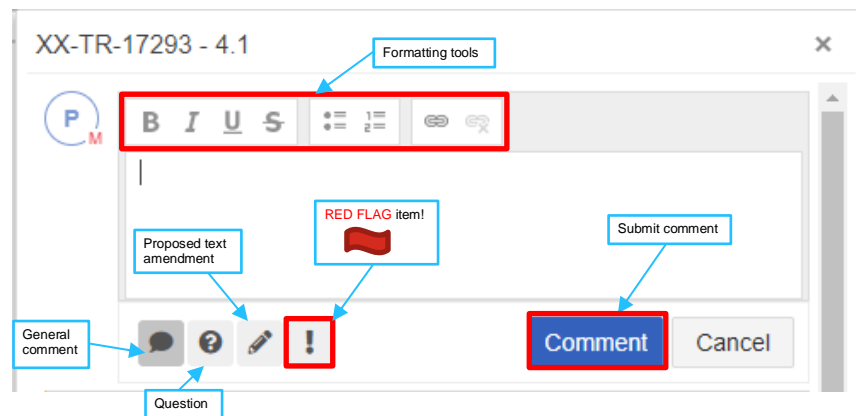 XX-TR-17293 - 4.1
Formatting tools
×
P
M
B I U S
RED FLAG item!
Proposed text
amendment
Submit comment
General
comment
Comment
Cancel
Question